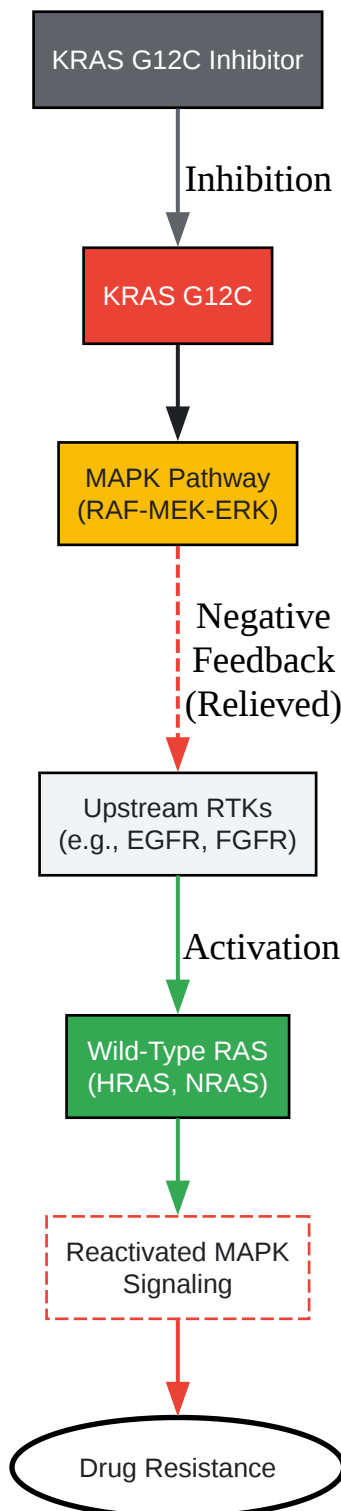 KRAS G12C Inhibitor
Inhibition
KRAS G12C
MAPK Pathway
(RAF-MEK-ERK)
Negative
Feedback
(Relieved)
Upstream RTKs
(e.g., EGFR, FGFR)
Activation
Wild-Type RAS
(HRAS, NRAS)
Reactivated MAPK
Signaling
Drug Resistance